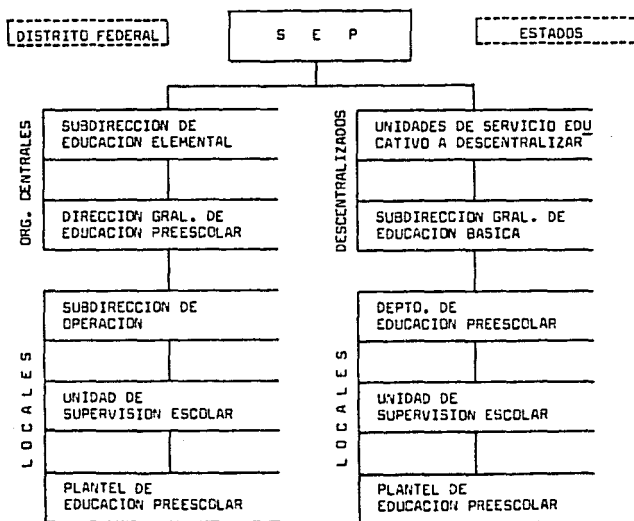 DISTRITO FEDERAL
S E P
ESTADOS
ORG. CENTRALES
SUBDIRECCION DE
EDUCACION ELEMENTAL
DIRECCION GRAL. DE
EDUCACION PREESCOLAR
LOCALES
SUBDIRECCION DE
OPERACION
UNIDAD DE
SUPERVISION ESCOLAR
PLANTEL DE
EDUCACION PREESCOLAR
DESCENTRALIZADOS
UNIDADES DE SERVICIO EDU
CATIVO A DESCENTRALIZAR
SUBDIRECCION GRAL. DE
EDUCACION BASICA
LOCALES
DEPTO. DE
EDUCACION PREESCOLAR
UNIDAD DE
SUPERVISION ESCOLAR
PLANTEL DE
EDUCACION PREESCOLAR